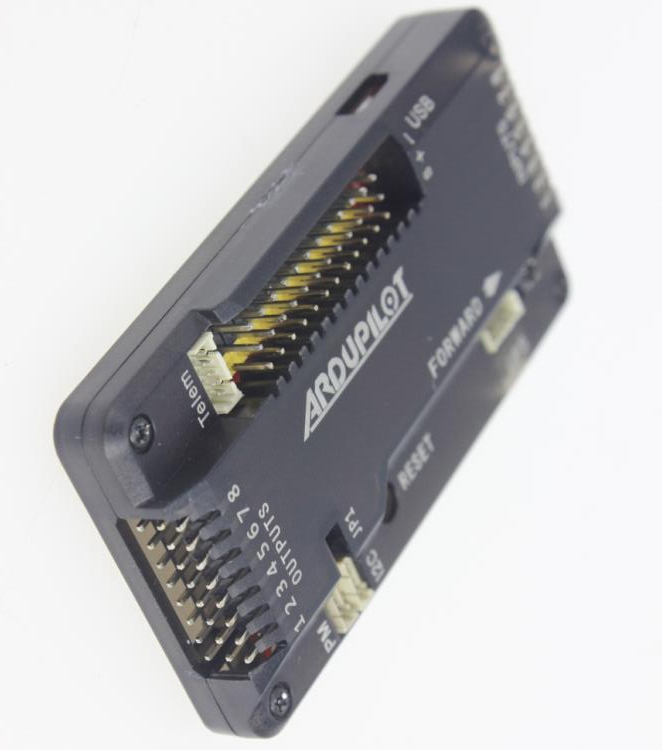 USB
s + -
ARDUPILOT
FORWARD
Telem
RESET
1 2 3 4 5 6 7 8
OUTPUTS
JP1
I2C
PM